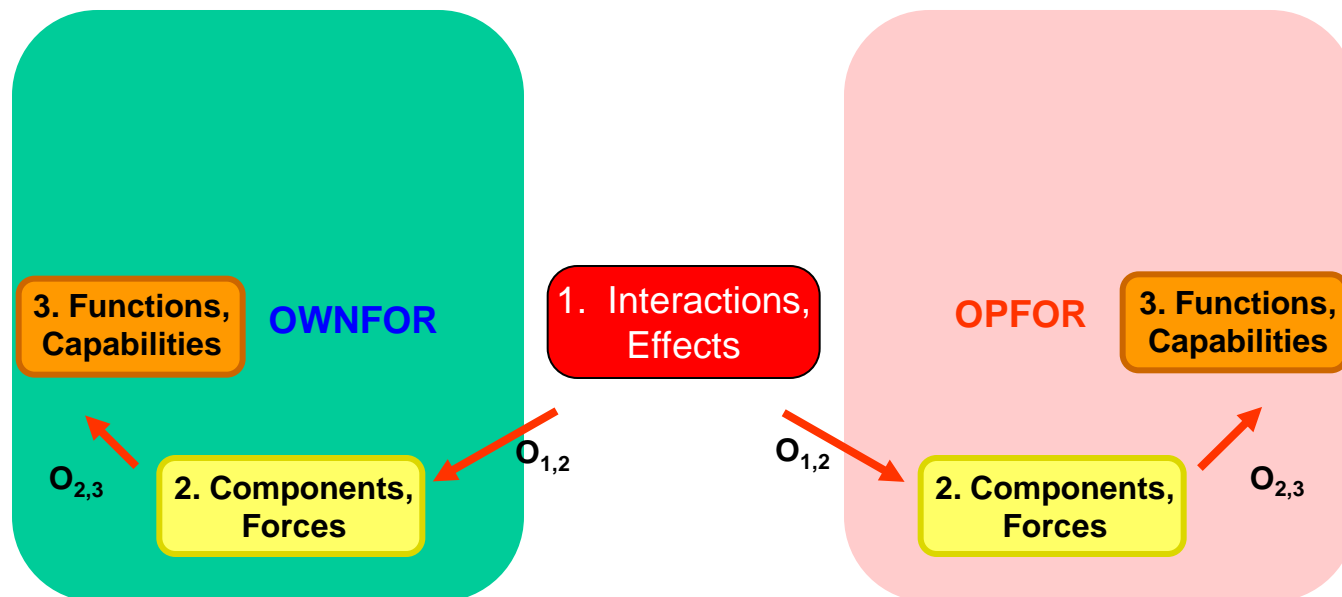 3. Functions,
Capabilities
OWNFOR
1. Interactions,
Effects
OPFOR
3. Functions,
Capabilities
O2,3
2. Components,
Forces
O1,2
O1,2
2. Components,
Forces
O2,3